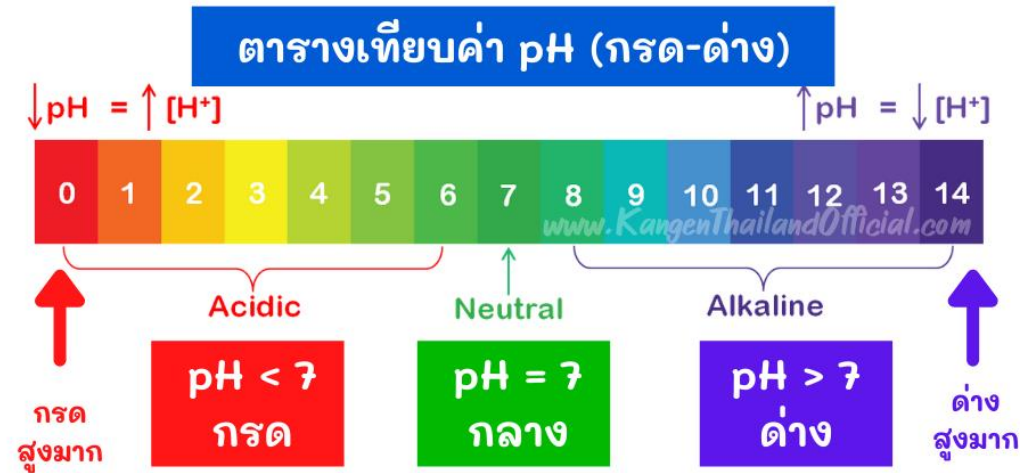 ตารางเทียบค่า pH (กรด-ด่าง)
↓pH = ↑ [H⁺]
↑pH = ↓ [H⁺]
0 1 2 3 4 5 6 7 8 9 10 11 12 13 14
www.KangenThailandOfficial.com
Acidic
Neutral
Alkaline
pH < 7
กรด
pH = 7
กลาง
pH > 7
ด่าง
กรด
สูงมาก
ด่าง
สูงมาก